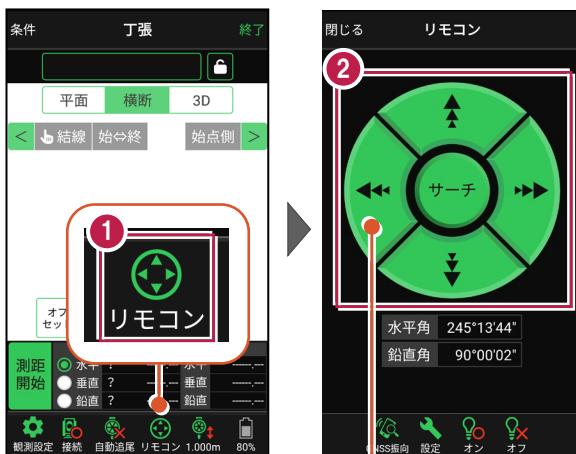 条件 丁張 終了
平面 横断 3D
< 結線 始⇔終 始点側 >
1
リモコン
オフ
セッ
測距
開始
水平 ? -----.--- 水平 -----.---
垂直 ? -----.--- 垂直 -----.---
鉛直 ? 鉛直 -----.---
観測設定 接続 自動追尾 リモコン 1.000m 80%
閉じる リモコン
2
サーチ
水平角 245°13'44"
鉛直角 90°00'02"
NSS振向 設定 オン オフ